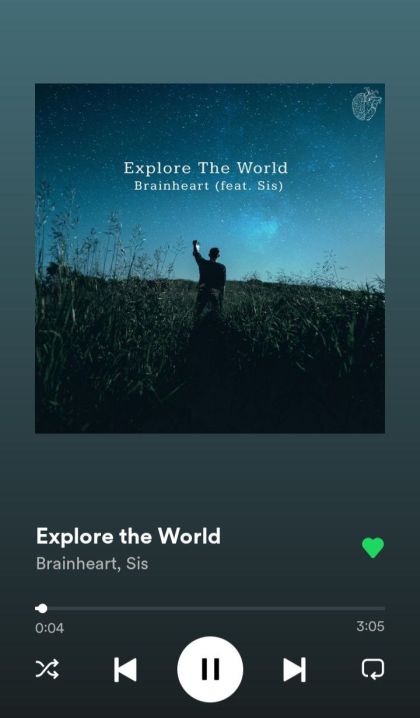 Explore The World
Brainheart (feat. Sis)
Explore the World
Brainheart, Sis
0:04
3:05